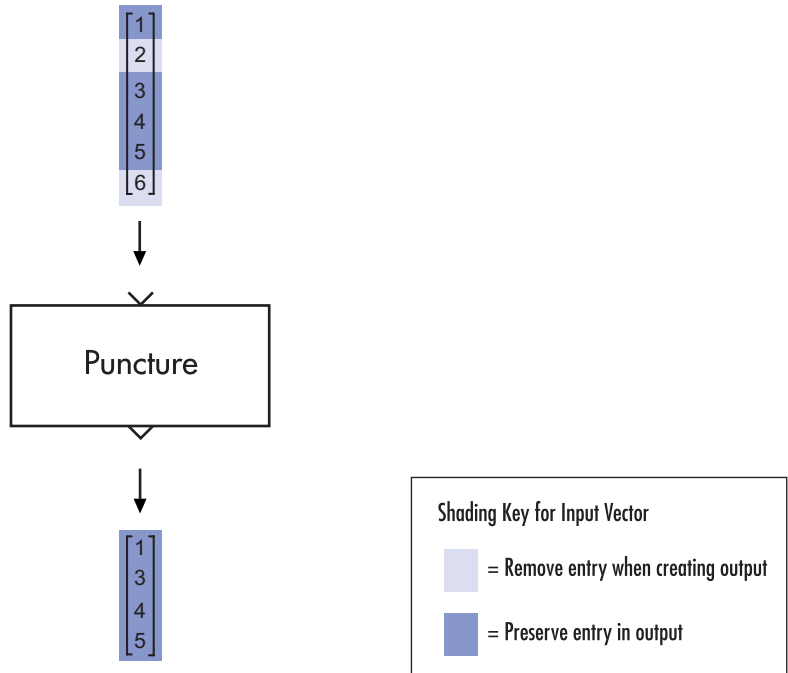 1
2
3
4
5
6
Puncture
1
3
4
5
Shading Key for Input Vector
= Remove entry when creating output
= Preserve entry in output